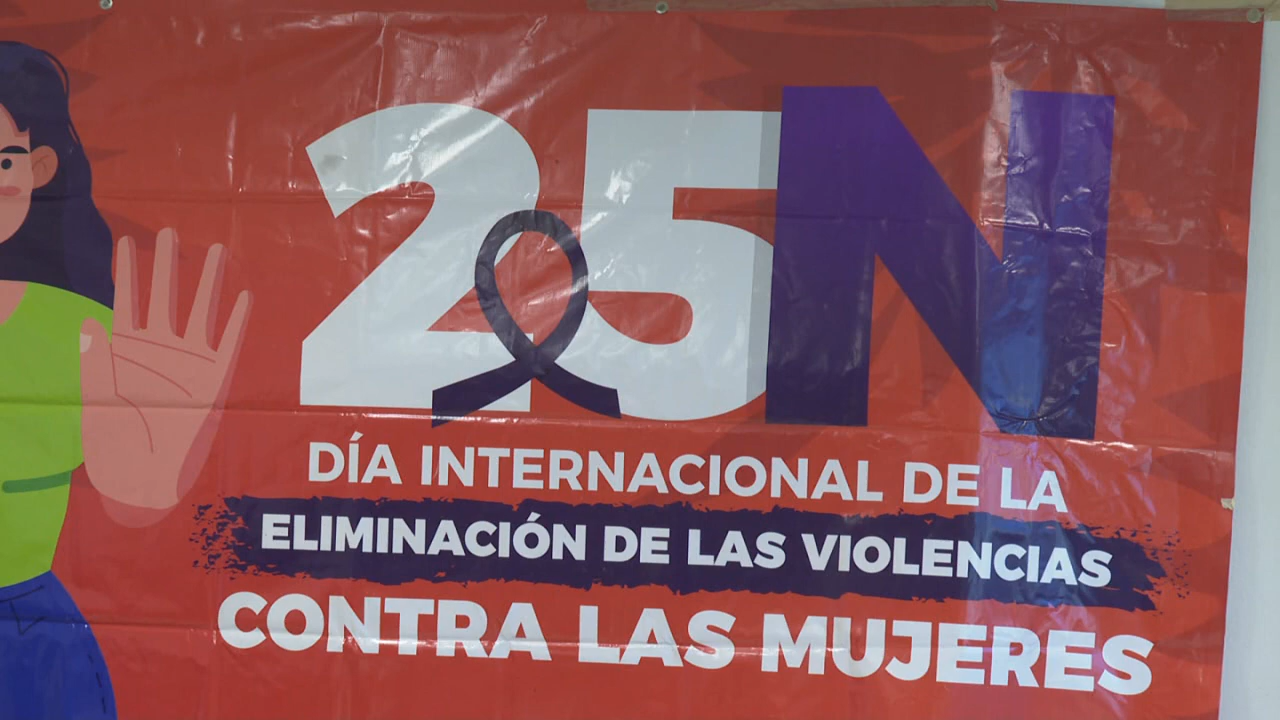 25N
DÍA INTERNACIONAL DE LA
ELIMINACIÓN DE LAS VIOLENCIAS
CONTRA LAS MUJERES